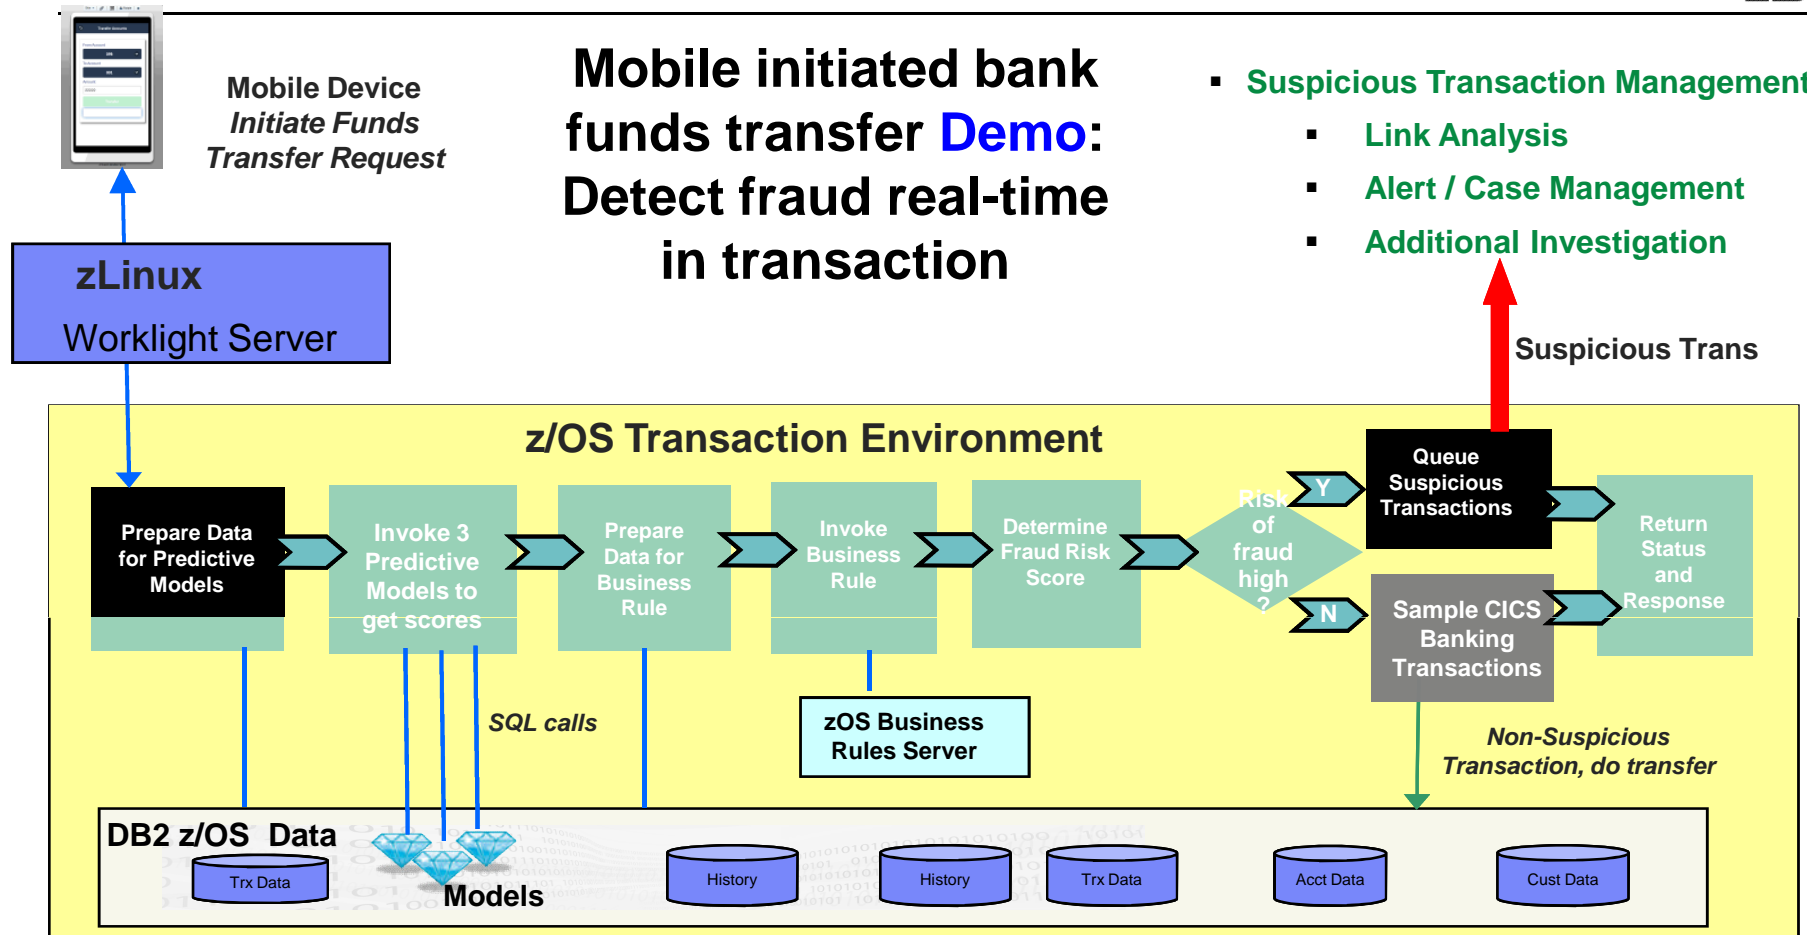 Mobile Device
Initiate Funds
Transfer Request
Mobile initiated bank
funds transfer Demo:
Detect fraud real-time
in transaction
▪ Suspicious Transaction Management
▪ Link Analysis
▪ Alert / Case Management
▪ Additional Investigation
zLinux
Worklight Server
Suspicious Trans
z/OS Transaction Environment
Prepare Data
for Predictive
Models
Invoke 3
Predictive
Models to
get scores
Prepare
Data for
Business
Rule
Invoke
Business
Rule
Determine
Fraud Risk
Score
Risk
of
fraud
high
?
Y
N
Queue
Suspicious
Transactions
Sample CICS
Banking
Transactions
Return
Status
and
Response
SQL calls
zOS Business
Rules Server
Non-Suspicious
Transaction, do transfer
DB2 z/OS Data
Trx Data
Models
History
History
Trx Data
Acct Data
Cust Data